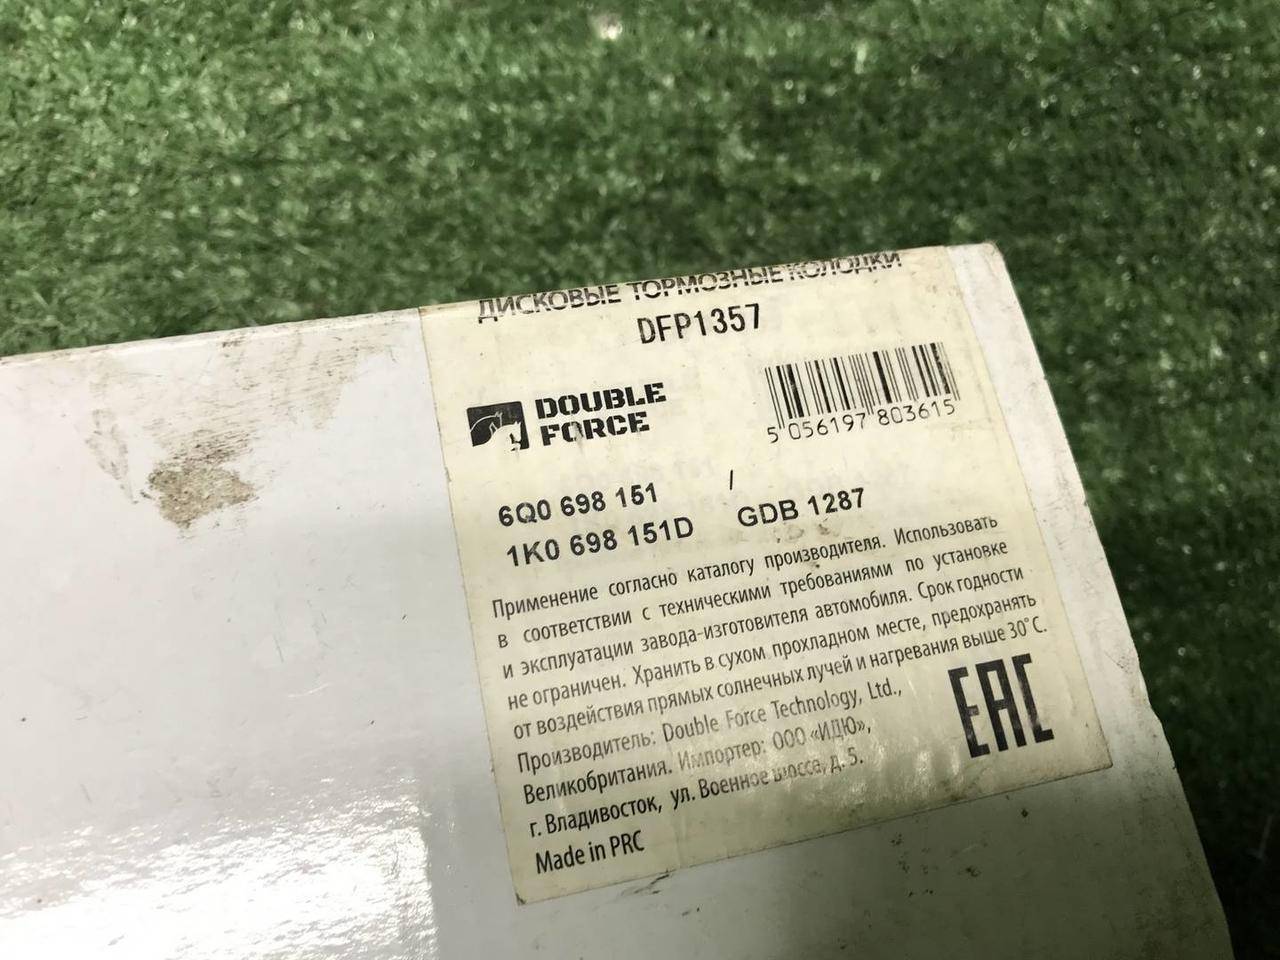 ДИСКОВЫЕ ТОРМОЗНЫЕ КОЛОДКИ
DFP1357
DOUBLE
FORCE
5 056197 803615
6Q0 698 151 /
1K0 698 151D GDB 1287
Применение согласно каталогу производителя. Использовать
в соответствии с техническими требованиями по установке
и эксплуатации завода-изготовителя автомобиля. Срок годности
не ограничен. Хранить в сухом прохладном месте, предохранять
от воздействия прямых солнечных лучей и нагревания выше 30˚С.
Производитель: Double Force Technology, Ltd.,
Великобритания. Импортер: ООО «ИДЮ»,
г. Владивосток, ул. Военное шоссе, д. 5.
Made in PRC
EAC